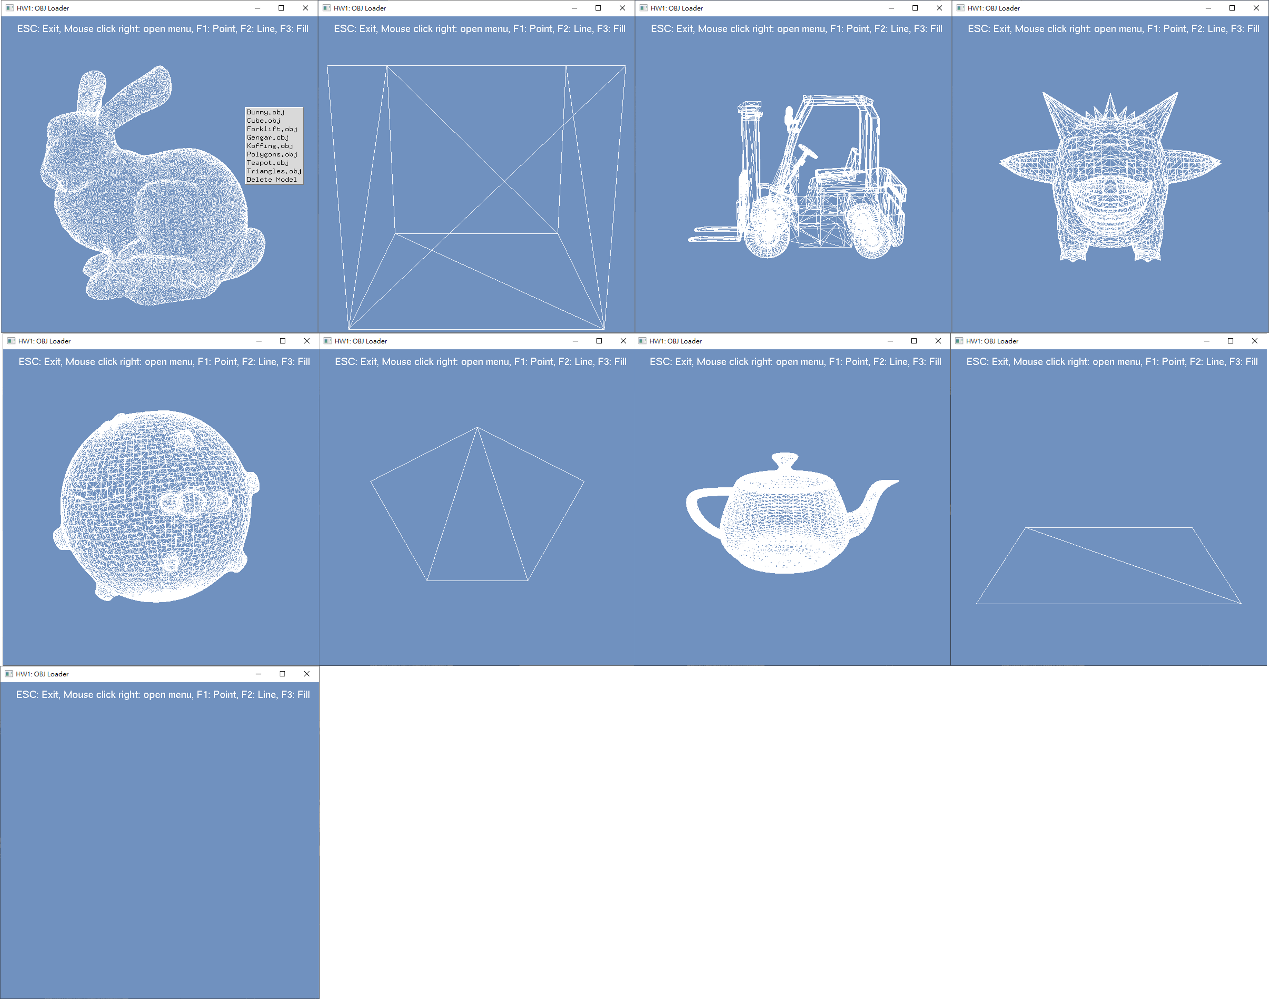 HW1: OBJ Loader
ESC: Exit, Mouse click right: open menu, F1: Point, F2: Line, F3: Fill
Bunny.obj
Cube.obj
Forklift.obj
Gengar.obj
Koffing.obj
Polygons.obj
Teapot.obj
Triangles.obj
Delete Model
HW1: OBJ Loader
ESC: Exit, Mouse click right: open menu, F1: Point, F2: Line, F3: Fill
HW1: OBJ Loader
ESC: Exit, Mouse click right: open menu, F1: Point, F2: Line, F3: Fill
HW1: OBJ Loader
ESC: Exit, Mouse click right: open menu, F1: Point, F2: Line, F3: Fill
HW1: OBJ Loader
ESC: Exit, Mouse click right: open menu, F1: Point, F2: Line, F3: Fill
HW1: OBJ Loader
ESC: Exit, Mouse click right: open menu, F1: Point, F2: Line, F3: Fill
HW1: OBJ Loader
ESC: Exit, Mouse click right: open menu, F1: Point, F2: Line, F3: Fill
HW1: OBJ Loader
ESC: Exit, Mouse click right: open menu, F1: Point, F2: Line, F3: Fill
HW1: OBJ Loader
ESC: Exit, Mouse click right: open menu, F1: Point, F2: Line, F3: Fill